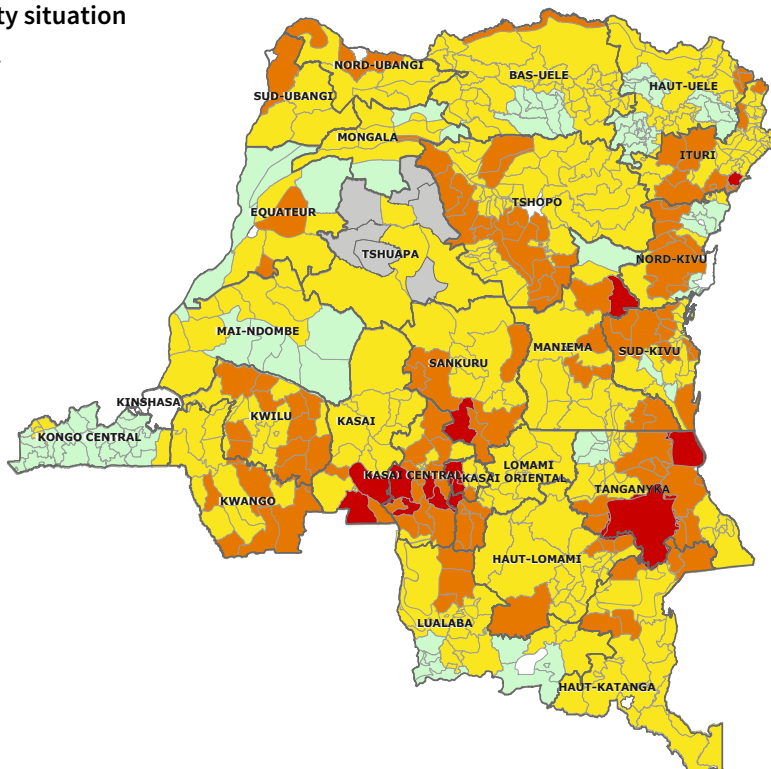 ty situation
NORD-UBANGI
BAS-UELE
HAUT-UELE
SUD-UBANGI
MONGALA
ITURI
TSHOPO
EQUATEUR
TSHUAPA
NORD-KIVU
MAI-NDOMBE
MANIEMA
SUD-KIVU
SANKURU
KINSHASA
KWILU
KASAI
KONGO CENTRAL
LOMAMI
KASAI CENTRAL
KASAI ORIENTAL
TANGANYKA
KWANGO
HAUT-LOMAMI
LUALABA
HAUT-KATANGA